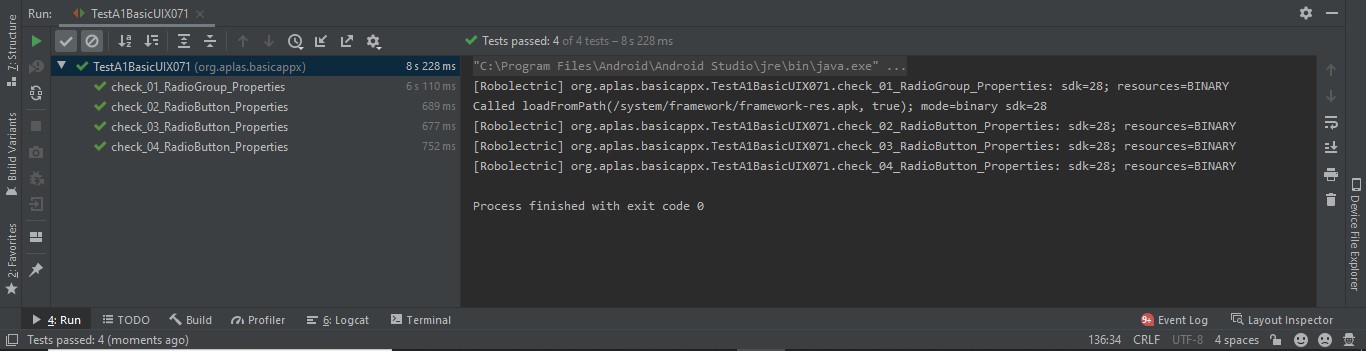 Run: TestA1BasicUIX071
Z: Structure
Build Variants
2: Favorites
Tests passed: 4 of 4 tests – 8 s 228 ms
TestA1BasicUIX071 (org.aplas.basicappx) 8 s 228 ms
check_01_RadioGroup_Properties 6 s 110 ms
check_02_RadioButton_Properties 689 ms
check_03_RadioButton_Properties 677 ms
check_04_RadioButton_Properties 752 ms
"C:\Program Files\Android\Android Studio\jre\bin\java.exe" ...
[Robolectric] org.aplas.basicappx.TestA1BasicUIX071.check_01_RadioGroup_Properties: sdk=28; resources=BINARY
Called loadFromPath(/system/framework/framework-res.apk, true); mode=binary sdk=28
[Robolectric] org.aplas.basicappx.TestA1BasicUIX071.check_02_RadioButton_Properties: sdk=28; resources=BINARY
[Robolectric] org.aplas.basicappx.TestA1BasicUIX071.check_03_RadioButton_Properties: sdk=28; resources=BINARY
[Robolectric] org.aplas.basicappx.TestA1BasicUIX071.check_04_RadioButton_Properties: sdk=28; resources=BINARY
Process finished with exit code 0
Device File Explorer
4: Run TODO Build Profiler 6: Logcat Terminal 9+ Event Log Layout Inspector
Tests passed: 4 (moments ago) 136:34 CRLF UTF-8 4 spaces